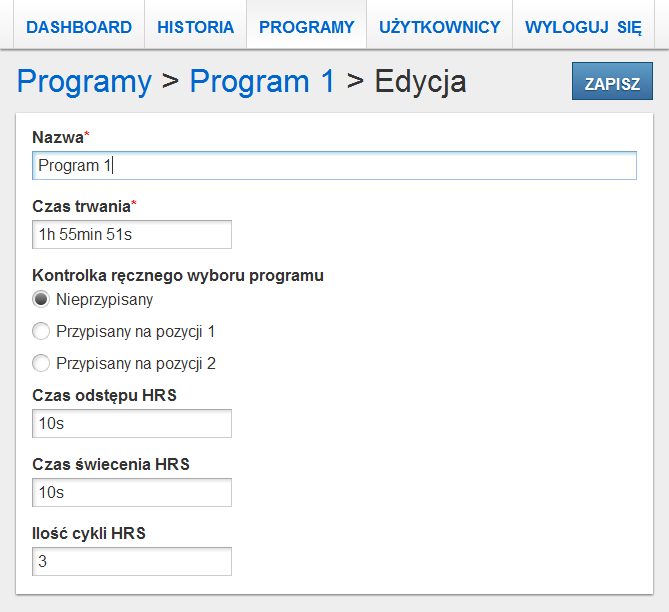 DASHBOARD HISTORIA PROGRAMY UŻYTKOWNICY WYLOGUJ SIĘ
Programy > Program 1 > Edycja ZAPISZ
Nazwa*
Program 1
Czas trwania*
1h 55min 51s
Kontrolka ręcznego wyboru programu
Nieprzypisany
Przypisany na pozycji 1
Przypisany na pozycji 2
Czas odstępu HRS
10s
Czas świecenia HRS
10s
Ilość cykli HRS
3